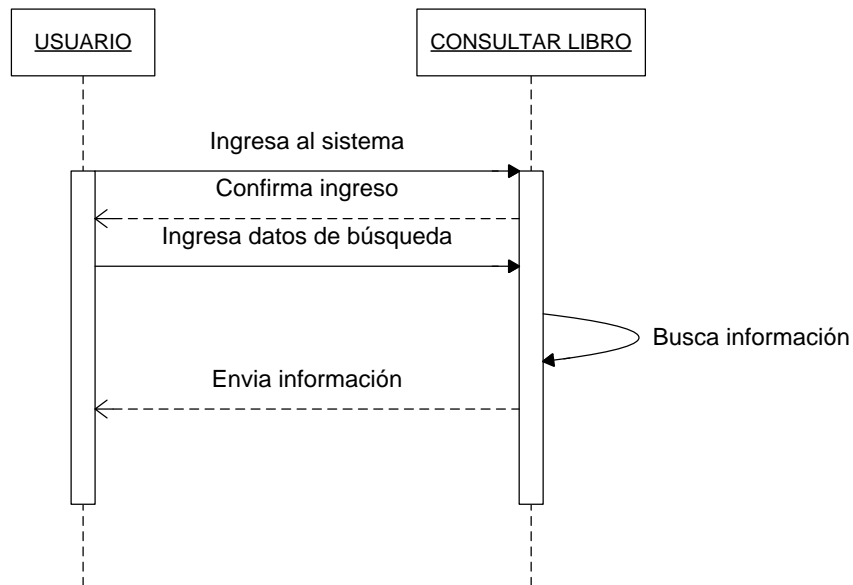 USUARIO
CONSULTAR LIBRO
Ingresa al sistema
Confirma ingreso
Ingresa datos de búsqueda
Busca información
Envia información